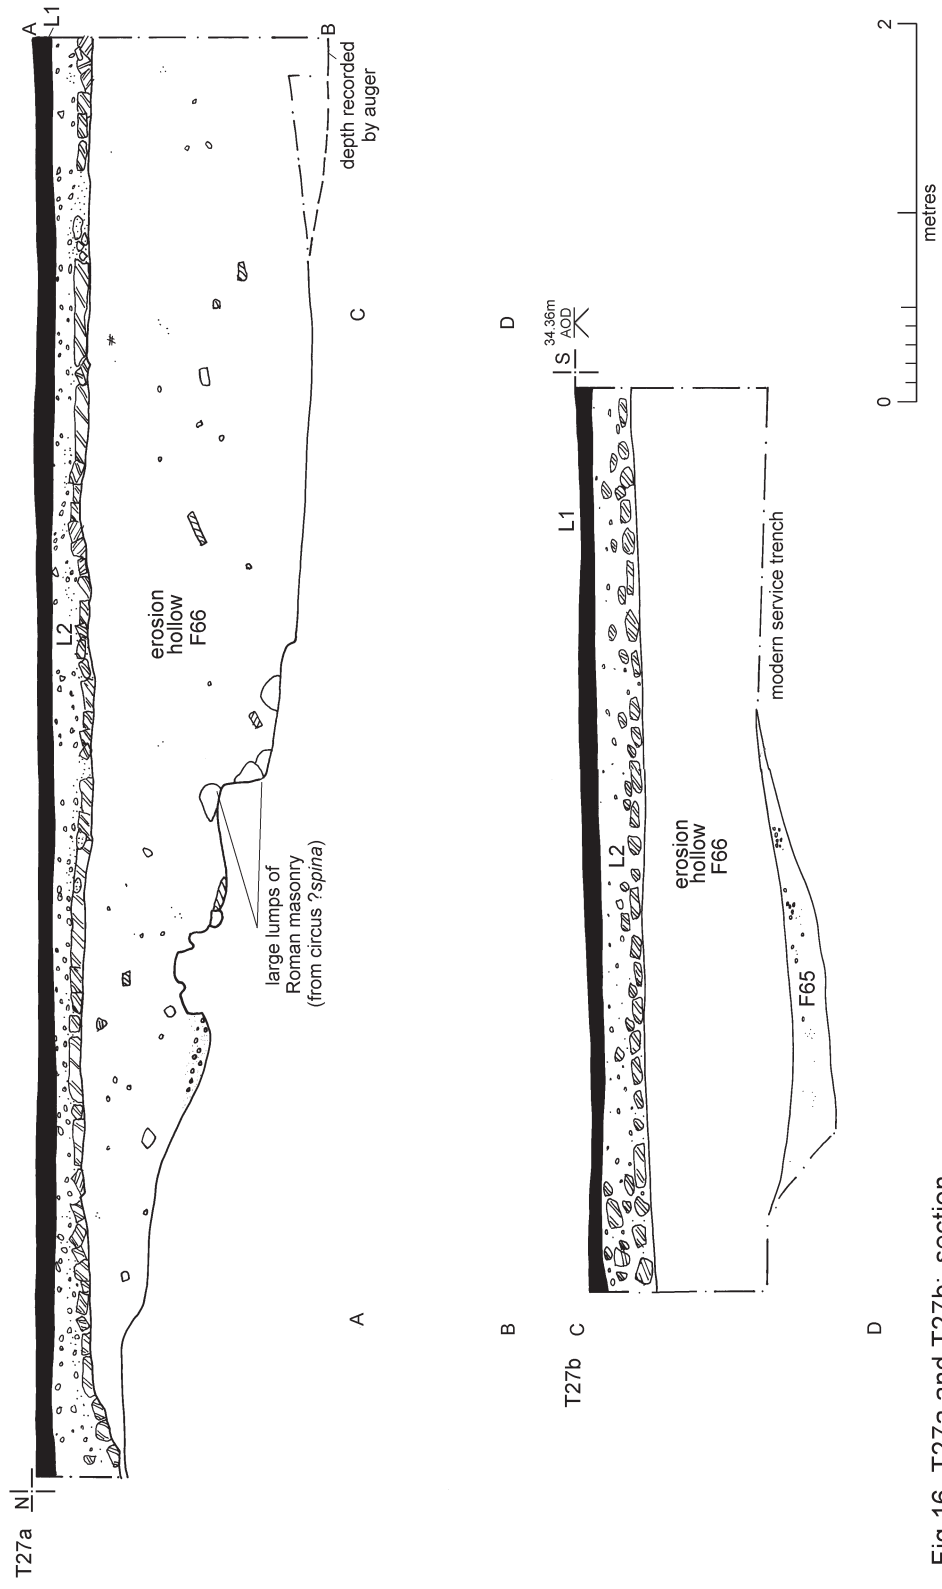 T27a
N
A
L1
L2
erosion
hollow
F66
B
depth recorded
by auger
large lumps of
Roman masonry
(from circus ?spina)
A
C
B
D
T27b
C
D
L1
L2
S
34.36m
AOD
erosion
hollow
F66
F65
modern service trench
0
2
metres
Fig 16 T27a and T27b: section